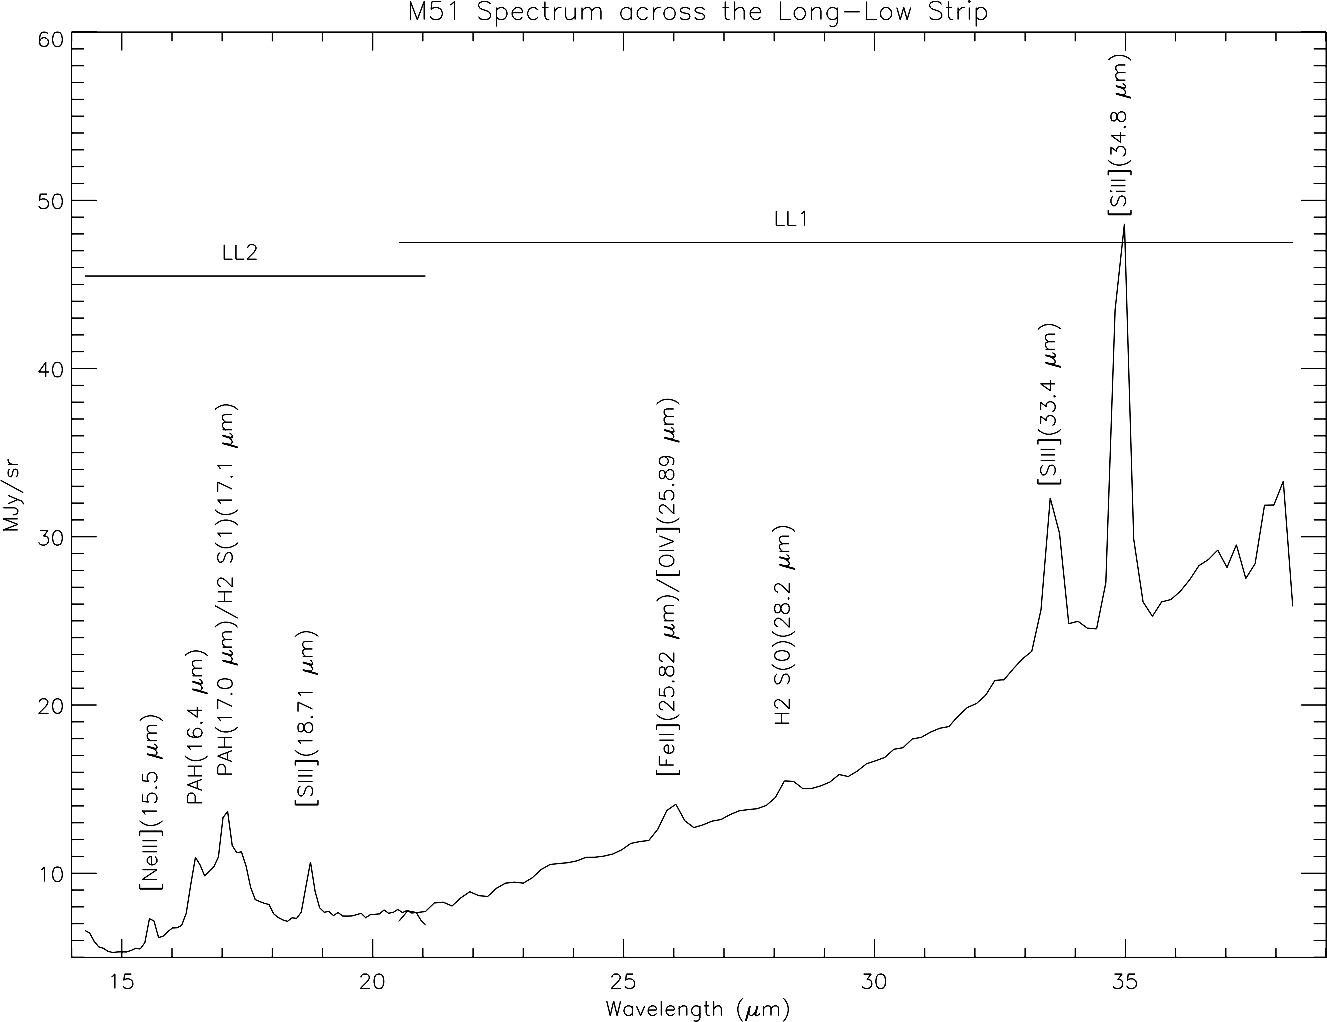 M51 Spectrum across the Long-Low Strip
60
50
40
30
20
10
MJy/sr
LL2
LL1
[NeIII](15.5 μm)
PAH(16.4 μm)
PAH(17.0 μm)/H2 S(1)(17.1 μm)
[SIII](18.71 μm)
[FeII](25.82 μm)/[OIV](25.89 μm)
H2 S(0)(28.2 μm)
[SIII](33.4 μm)
[SiII](34.8 μm)
15
20
25
30
35
Wavelength (μm)